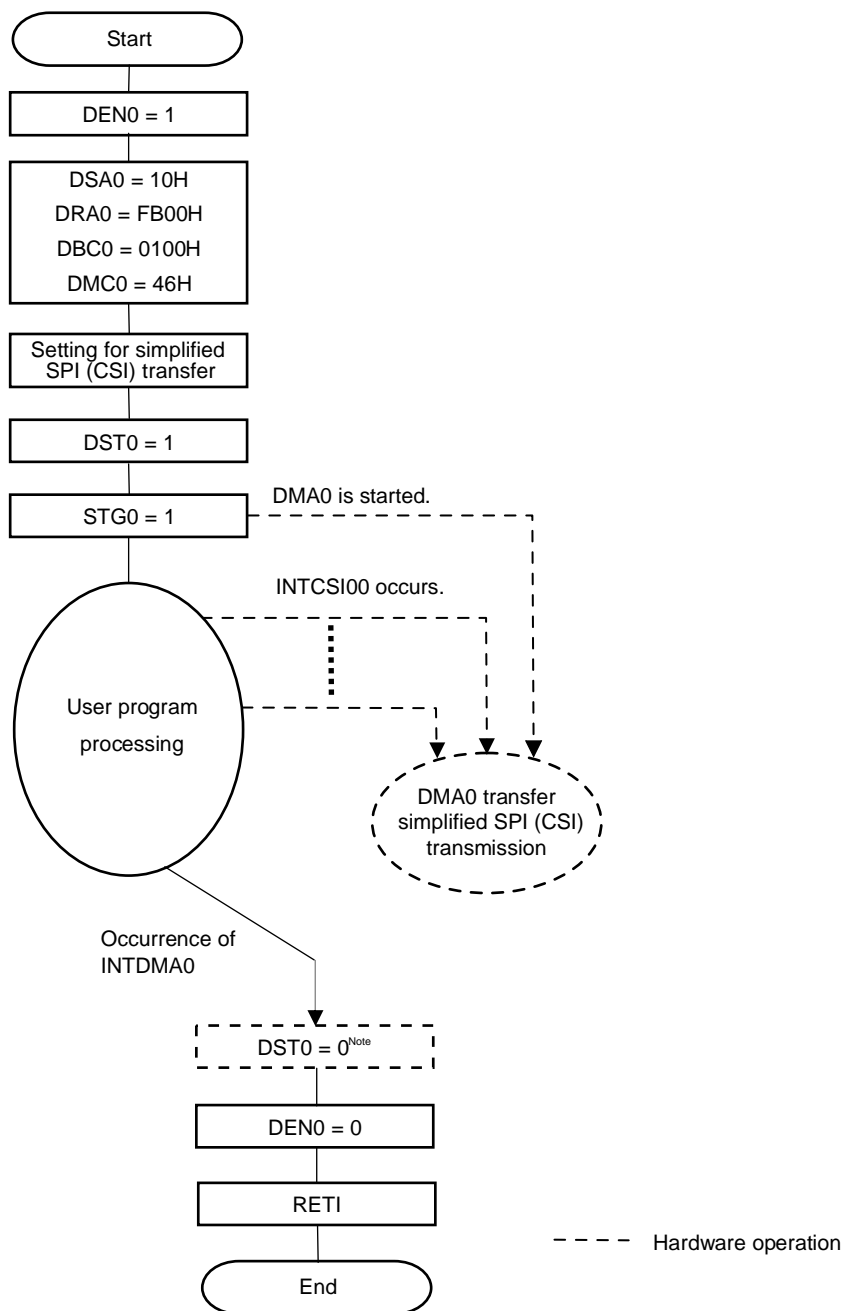 Start
DEN0 = 1
DSA0 = 10H
DRA0 = FB00H
DBC0 = 0100H
DMC0 = 46H
Setting for simplified
SPI (CSI) transfer
DST0 = 1
STG0 = 1
DMA0 is started.
INTCSI00 occurs.
User program
processing
DMA0 transfer
simplified SPI (CSI)
transmission
Occurrence of
INTDMA0
DST0 = 0Note
DEN0 = 0
RETI
Hardware operation
End